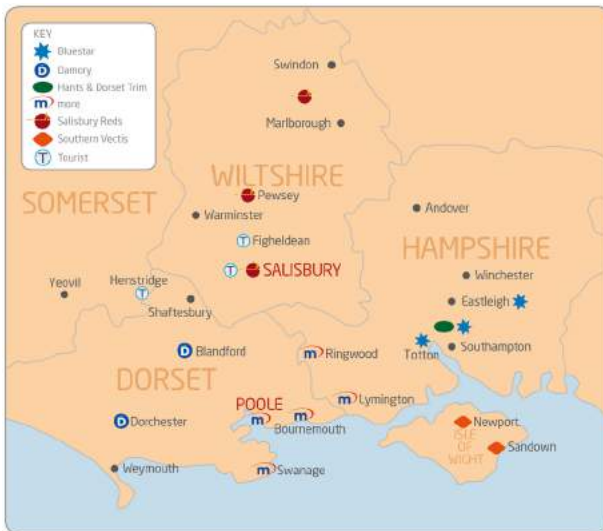 KEY
Bluestar
Damory
Hants & Dorset Trim
more
Salisbury Reds
Southern Vectis
Tourist
Swindon
Marlborough
WILTSHIRE
SOMERSET
Pewsey
Warminster
Andover
Figheldean
HAMPSHIRE
SALISBURY
Winchester
Yeovil
Henstridge
Eastleigh
Shaftesbury
Totton
Southampton
Blandford
Ringwood
DORSET
POOLE
Lymington
Bournemouth
Dorchester
Newport
ISLE
OF
WIGHT
Sandown
Weymouth
Swanage